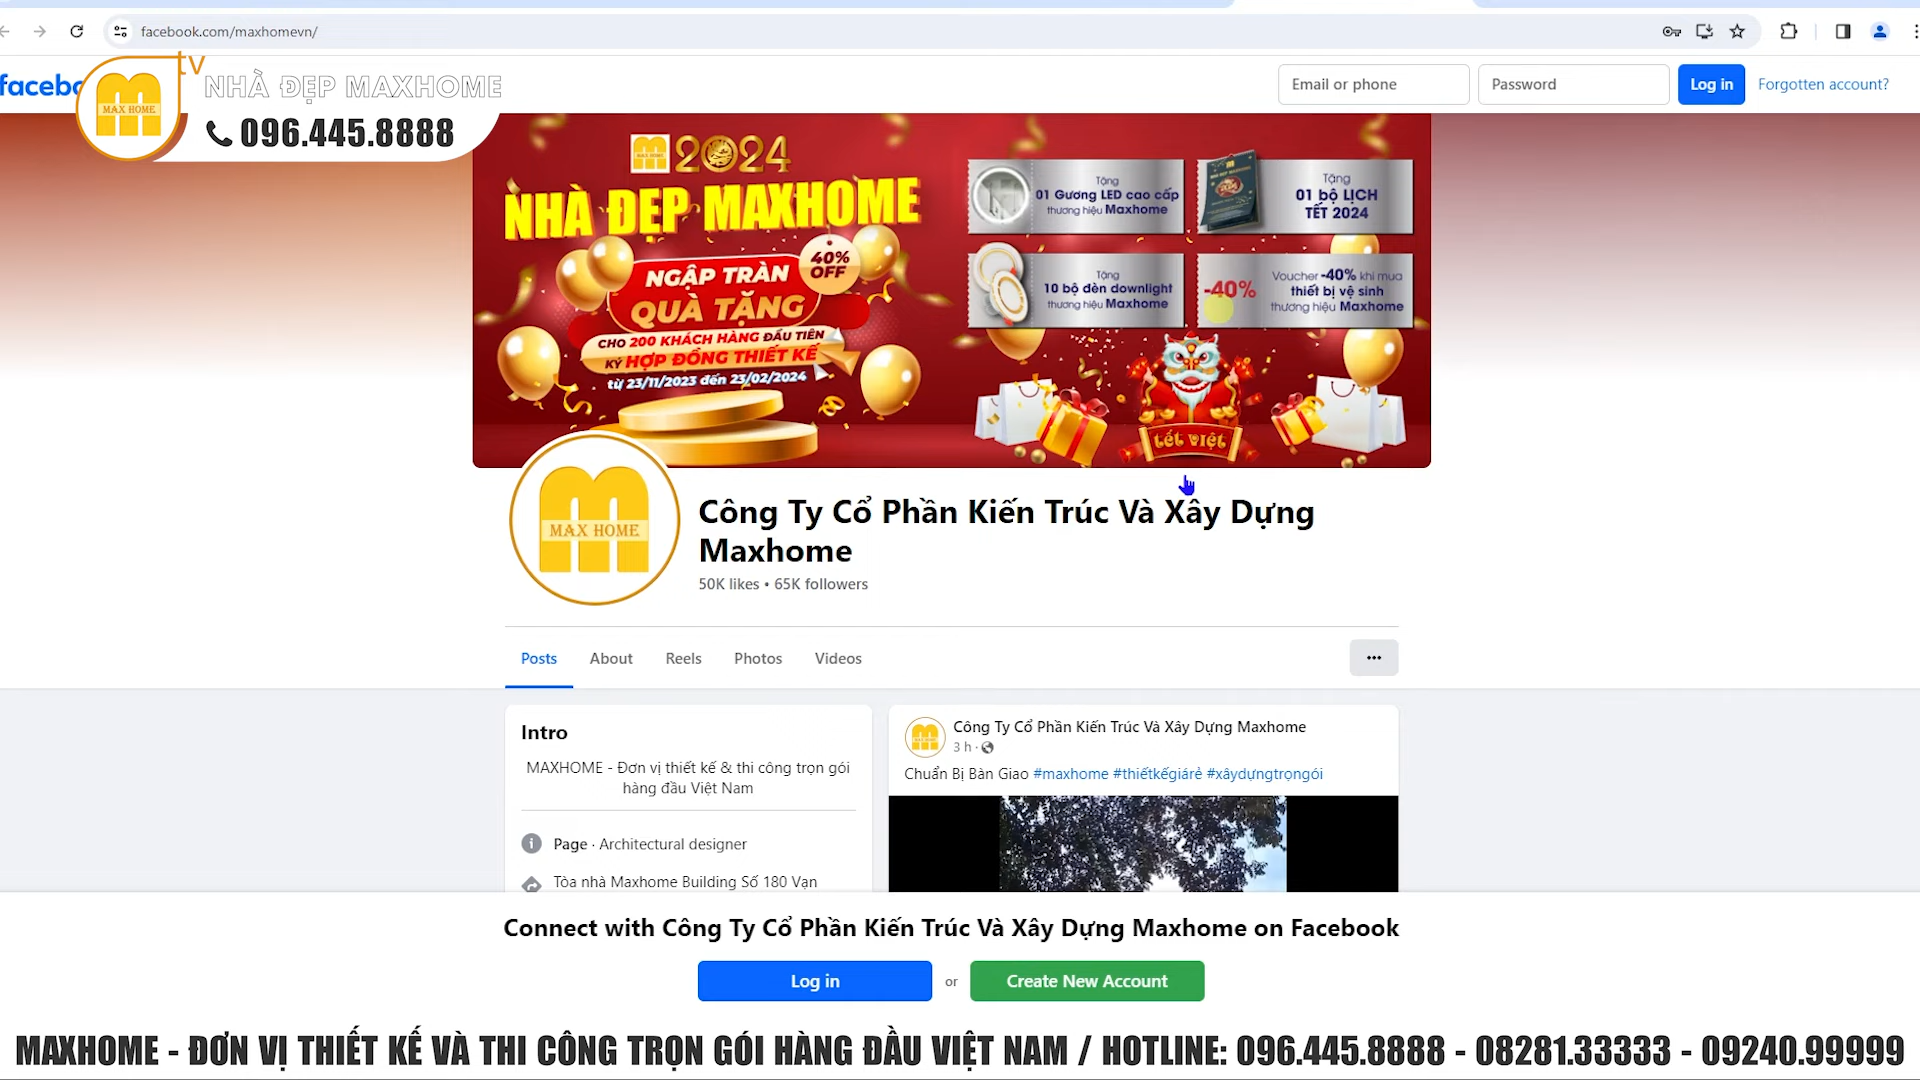 facebook.com/maxhomevn/
tv
NHÀ ĐẸP MAXHOME
MAX HOME
096.445.8888
Email or phone
Password
Log in
Forgotten account?
2024
NHÀ ĐẸP MAXHOME
40% OFF
NGẬP TRÀN
QUÀ TẶNG
CHO 200 KHÁCH HÀNG ĐẦU TIÊN
KÝ HỢP ĐỒNG THIẾT KẾ
từ 23/11/2023 đến 23/02/2024
Tặng
01 Gương LED cao cấp
thương hiệu Maxhome
Tặng
01 bộ LỊCH
TẾT 2024
Tặng
10 bộ đèn downlight
thương hiệu Maxhome
-40%
Voucher -40% khi mua
thiết bị vệ sinh
thương hiệu Maxhome
tết việt
MAX HOME
Công Ty Cổ Phần Kiến Trúc Và Xây Dựng
Maxhome
50K likes • 65K followers
Posts
About
Reels
Photos
Videos
Intro
MAXHOME - Đơn vị thiết kế & thi công trọn gói
hàng đầu Việt Nam
Page · Architectural designer
Tòa nhà Maxhome Building Số 180 Vạn
Công Ty Cổ Phần Kiến Trúc Và Xây Dựng Maxhome
3 h ·
Chuẩn Bị Bàn Giao #maxhome #thiếtkếgiárẻ #xâydựngtrọngói
Connect with Công Ty Cổ Phần Kiến Trúc Và Xây Dựng Maxhome on Facebook
Log in
or
Create New Account
MAXHOME - ĐƠN VỊ THIẾT KẾ VÀ THI CÔNG TRỌN GÓI HÀNG ĐẦU VIỆT NAM / HOTLINE: 096.445.8888 - 08281.33333 - 09240.99999